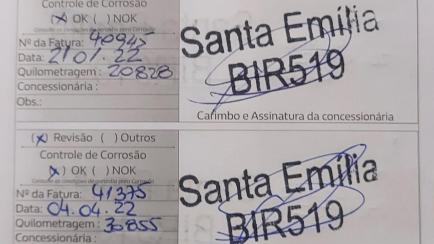 Controle de Corrosão
(x) OK ( ) NOK
Nº da Fatura: 40947
Data: 21.01.22
Quilometragem: 20828
Concessionária:
Obs.:
Santa Emília
BIR519
Carimbo e Assinatura da concessionária
(x) Revisão ( ) Outros
Controle de Corrosão
(x) OK ( ) NOK
Nº da Fatura: 41375
Data: 04.04.22
Quilometragem: 30855
Concessionária:
Santa Emília
BIR519